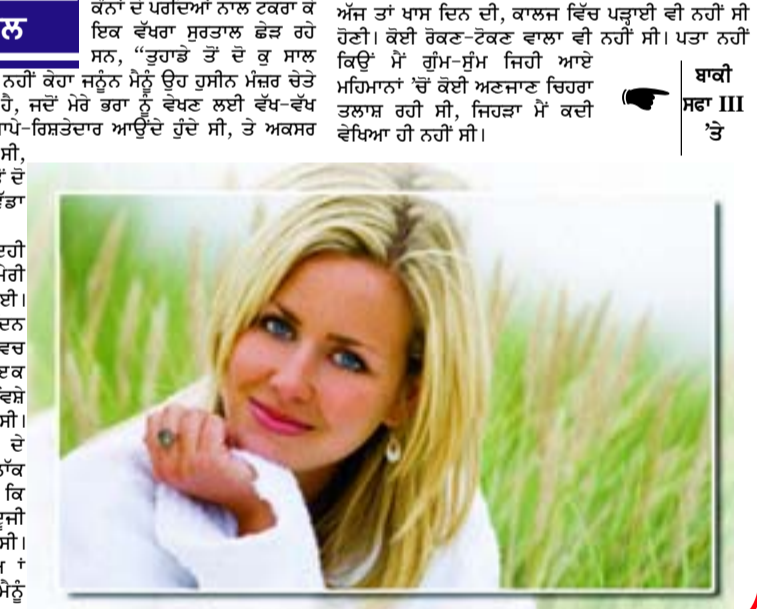 ਲ
ਕੰਨਾਂ ਦੇ ਪਰਦਿਆਂ ਨਾਲ ਟਕਰਾ ਕੇ
ਇਕ ਵੱਖਰਾ ਸੁਰਤਾਲ ਛੇੜ ਰਹੇ
ਸਨ, “ਤੁਹਾਡੇ ਤੋਂ ਦੋ ਕੁ ਸਾਲ
ਨਹੀਂ ਕੇਹਾ ਜਨੂੰਨ ਮੈਨੂੰ ਉਹ ਹੁਸੀਨ ਮੰਜ਼ਰ ਚੇਤੇ
ਹੈ, ਜਦੋਂ ਮੇਰੇ ਭਰਾ ਨੂੰ ਵੇਖਣ ਲਈ ਵੱਖ-ਵੱਖ
ਮਾਪੇ-ਰਿਸ਼ਤੇਦਾਰ ਆਉਂਦੇ ਹੁੰਦੇ ਸੀ, ਤੇ ਅਕਸਰ
ਸੀ,
ਦੋ
ਮੇਰੀ
ਸੀ।
ਦੇ
ਕਿ
ਸੀ।
ਮੈਨੂੰ
ਅੱਜ ਤਾਂ ਖਾਸ ਦਿਨ ਦੀ, ਕਾਲਜ ਵਿੱਚ ਪੜ੍ਹਾਈ ਵੀ ਨਹੀਂ ਸੀ
ਹੋਣੀ। ਕੋਈ ਰੋਕਣ-ਟੋਕਣ ਵਾਲਾ ਵੀ ਨਹੀਂ ਸੀ। ਪਤਾ ਨਹੀਂ
ਕਿਉਂ ਮੈਂ ਗੁੰਮ-ਸੁੰਮ ਜਿਹੀ ਆਏ
ਮਹਿਮਾਨਾਂ ’ਚੋਂ ਕੋਈ ਅਣਜਾਣ ਚਿਹਰਾ
ਤਲਾਸ਼ ਰਹੀ ਸੀ, ਜਿਹੜਾ ਮੈਂ ਕਦੀ
ਵੇਖਿਆ ਹੀ ਨਹੀਂ ਸੀ।
ਬਾਕੀ
ਸਫਾ III
’ਤੇ